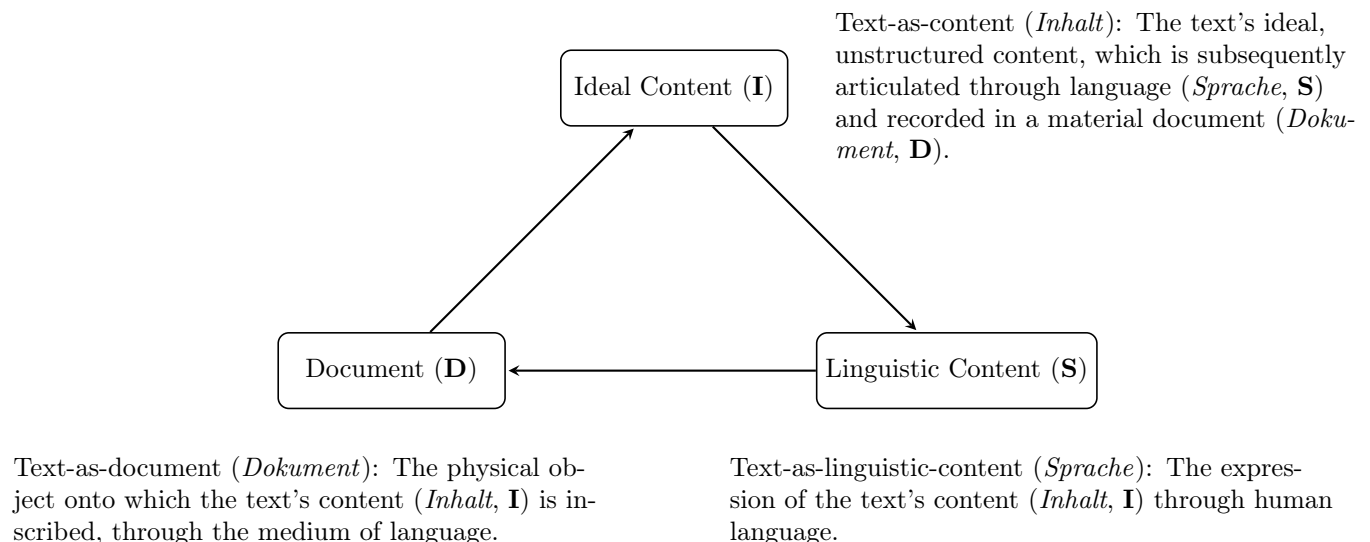 Text-as-content (Inhalt): The text's ideal,
unstructured content, which is subsequently
articulated through language (Sprache, S)
and recorded in a material document (Doku-
ment, D).
Ideal Content (I)
Document (D)
Linguistic Content (S)
Text-as-document (Dokument): The physical ob-
ject onto which the text's content (Inhalt, I) is in-
scribed, through the medium of language.
Text-as-linguistic-content (Sprache): The expres-
sion of the text's content (Inhalt, I) through human
language.